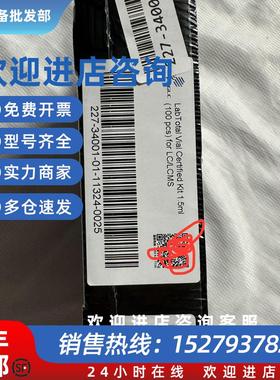 备批发部
欢迎进店咨询
免费开票
型号齐全
实力商家
多仓速发
227-3400
LabTotal Vial Certified Kit 1.5ml
(100 pcs) for LC/LCMS
227-34001-01-11324-0025
欢迎进店咨询客服
销售热线：15279378
24小时在线